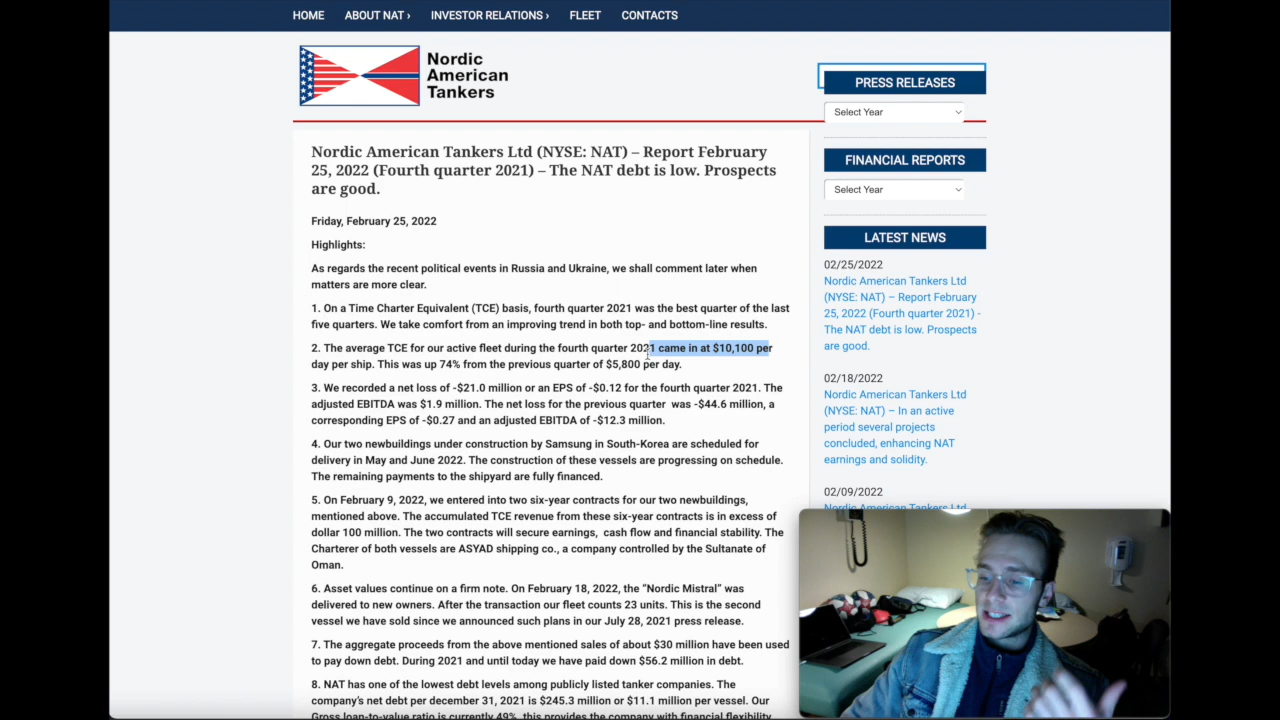 HOME ABOUT NAT › INVESTOR RELATIONS › FLEET CONTACTS
Nordic
American
Tankers
Nordic American Tankers Ltd (NYSE: NAT) – Report February
25, 2022 (Fourth quarter 2021) – The NAT debt is low. Prospects
are good.
Friday, February 25, 2022
Highlights:
As regards the recent political events in Russia and Ukraine, we shall comment later when
matters are more clear.
1. On a Time Charter Equivalent (TCE) basis, fourth quarter 2021 was the best quarter of the last
five quarters. We take comfort from an improving trend in both top- and bottom-line results.
2. The average TCE for our active fleet during the fourth quarter 2021 came in at $10,100 per
day per ship. This was up 74% from the previous quarter of $5,800 per day.
3. We recorded a net loss of -$21.0 million or an EPS of -$0.12 for the fourth quarter 2021. The
adjusted EBITDA was $1.9 million. The net loss for the previous quarter was -$44.6 million, a
corresponding EPS of -$0.27 and an adjusted EBITDA of -$12.3 million.
4. Our two newbuildings under construction by Samsung in South-Korea are scheduled for
delivery in May and June 2022. The construction of these vessels are progressing on schedule.
The remaining payments to the shipyard are fully financed.
5. On February 9, 2022, we entered into two six-year contracts for our two newbuildings,
mentioned above. The accumulated TCE revenue from these six-year contracts is in excess of
dollar 100 million. The two contracts will secure earnings, cash flow and financial stability. The
Charterer of both vessels are ASYAD shipping co., a company controlled by the Sultanate of
Oman.
6. Asset values continue on a firm note. On February 18, 2022, the “Nordic Mistral” was
delivered to new owners. After the transaction our fleet counts 23 units. This is the second
vessel we have sold since we announced such plans in our July 28, 2021 press release.
7. The aggregate proceeds from the above mentioned sales of about $30 million have been used
to pay down debt. During 2021 and until today we have paid down $56.2 million in debt.
8. NAT has one of the lowest debt levels among publicly listed tanker companies. The
company's net debt per december 31, 2021 is $245.3 million or $11.1 million per vessel. Our
Gross loan-to-value ratio is currently 49%, this provides the company with financial flexibility
PRESS RELEASES
Select Year
FINANCIAL REPORTS
Select Year
LATEST NEWS
02/25/2022
Nordic American Tankers Ltd
(NYSE: NAT) – Report February
25, 2022 (Fourth quarter 2021) -
The NAT debt is low. Prospects
are good.
02/18/2022
Nordic American Tankers Ltd
(NYSE: NAT) – In an active
period several projects
concluded, enhancing NAT
earnings and solidity.
02/09/2022
Nordic American Tankers Ltd